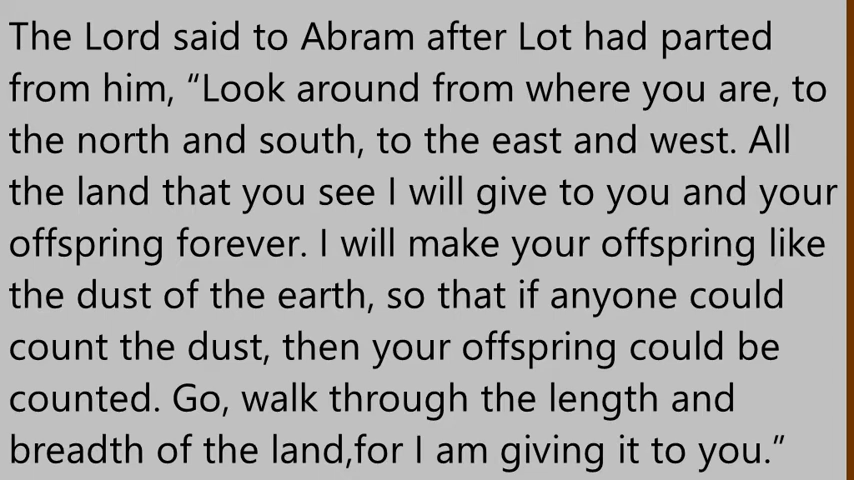 The Lord said to Abram after Lot had parted
from him, “Look around from where you are, to
the north and south, to the east and west. All
the land that you see I will give to you and your
offspring forever. I will make your offspring like
the dust of the earth, so that if anyone could
count the dust, then your offspring could be
counted. Go, walk through the length and
breadth of the land,for I am giving it to you.”